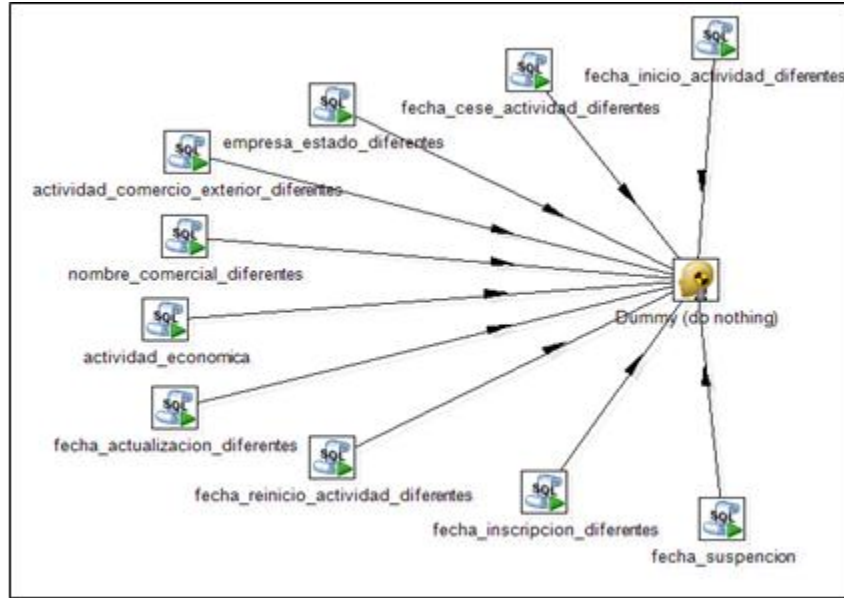 SQL
fecha_inicio_actividad_diferentes
SQL
fecha_cese_actividad_diferentes
SQL
empresa_estado_diferentes
SQL
actividad_comercio_exterior_diferentes
SQL
nombre_comercial_diferentes
Dummy (do nothing)
SQL
actividad_economica
SQL
fecha_actualizacion_diferentes
SQL
fecha_reinicio_actividad_diferentes
SQL
fecha_inscripcion_diferentes
SQL
fecha_suspencion